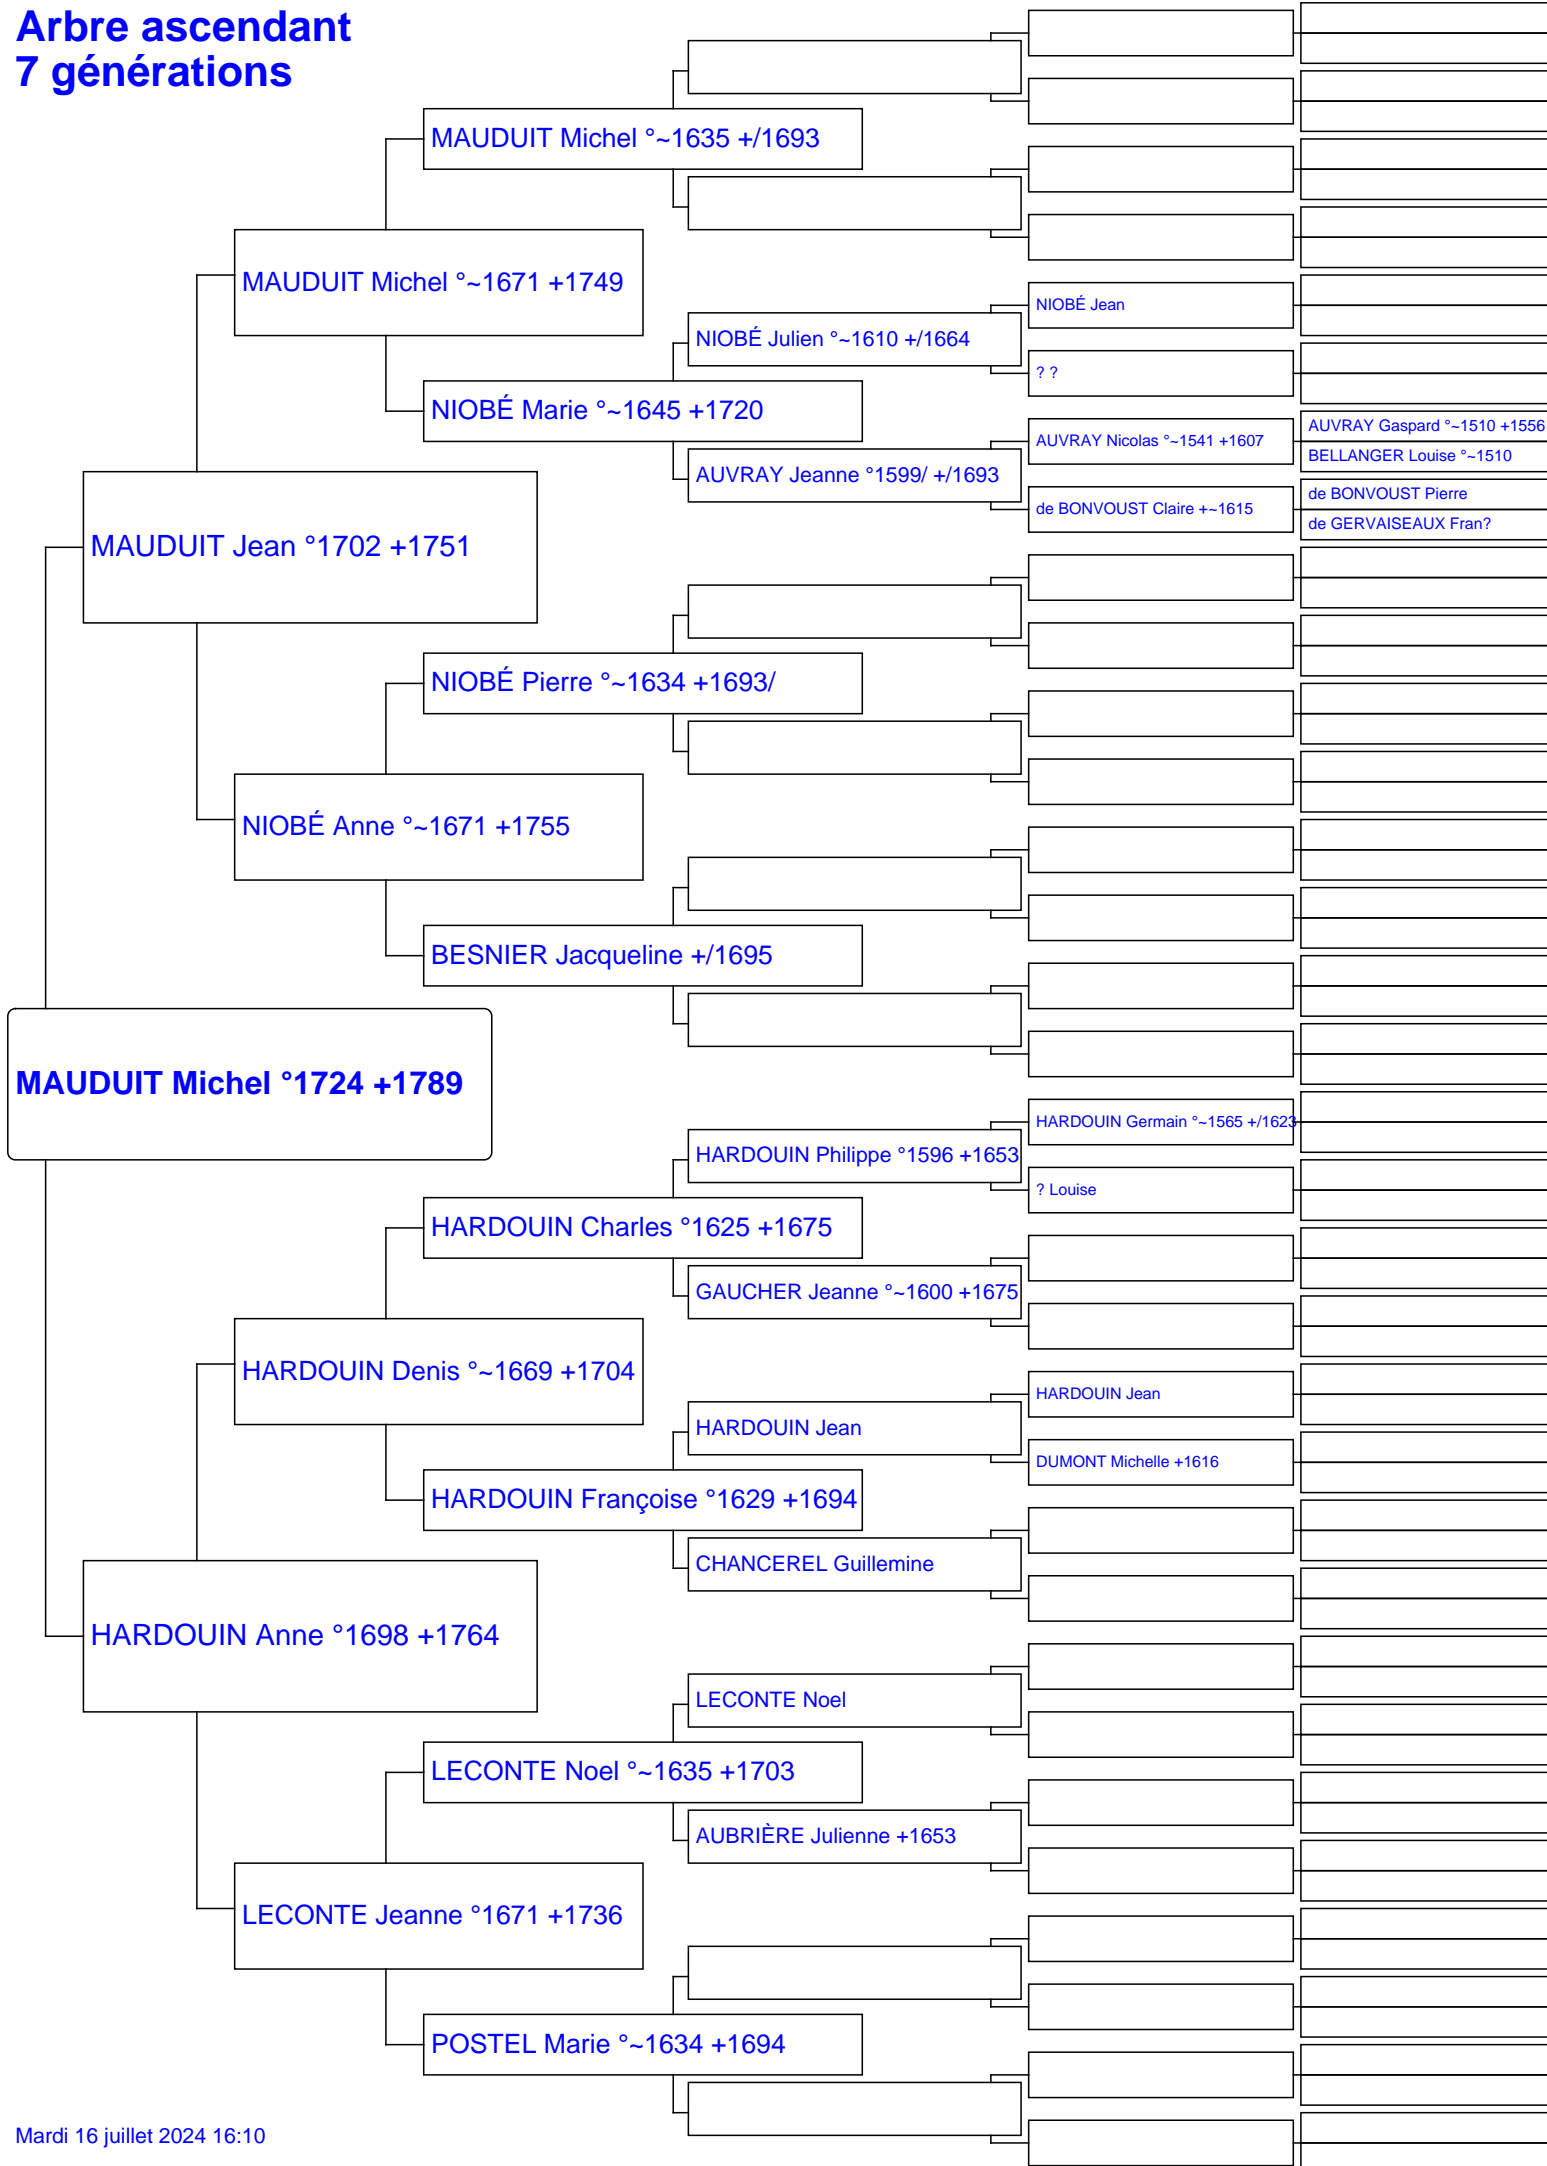 Arbre ascendant
7 générations
MAUDUIT Michel °~1635 +/1693
MAUDUIT Michel °~1671 +1749
NIOBÉ Jean
NIOBÉ Julien °~1610 +/1664
? ?
NIOBÉ Marie °~1645 +1720
AUVRAY Gaspard °~1510 +1556
AUVRAY Nicolas °~1541 +1607
BELLANGER Louise °~1510
AUVRAY Jeanne °1599/ +/1693
de BONVOUST Pierre
de BONVOUST Claire +~1615
de GERVAISEAUX Fran?
MAUDUIT Jean °1702 +1751
NIOBÉ Pierre °~1634 +1693/
NIOBÉ Anne °~1671 +1755
BESNIER Jacqueline +/1695
MAUDUIT Michel °1724 +1789
HARDOUIN Germain °~1565 +/1623
HARDOUIN Philippe °1596 +1653
? Louise
HARDOUIN Charles °1625 +1675
GAUCHER Jeanne °~1600 +1675
HARDOUIN Denis °~1669 +1704
HARDOUIN Jean
HARDOUIN Jean
DUMONT Michelle +1616
HARDOUIN Françoise °1629 +1694
CHANCEREL Guillemine
HARDOUIN Anne °1698 +1764
LECONTE Noel
LECONTE Noel °~1635 +1703
AUBRIÈRE Julienne +1653
LECONTE Jeanne °1671 +1736
POSTEL Marie °~1634 +1694
Mardi 16 juillet 2024 16:10